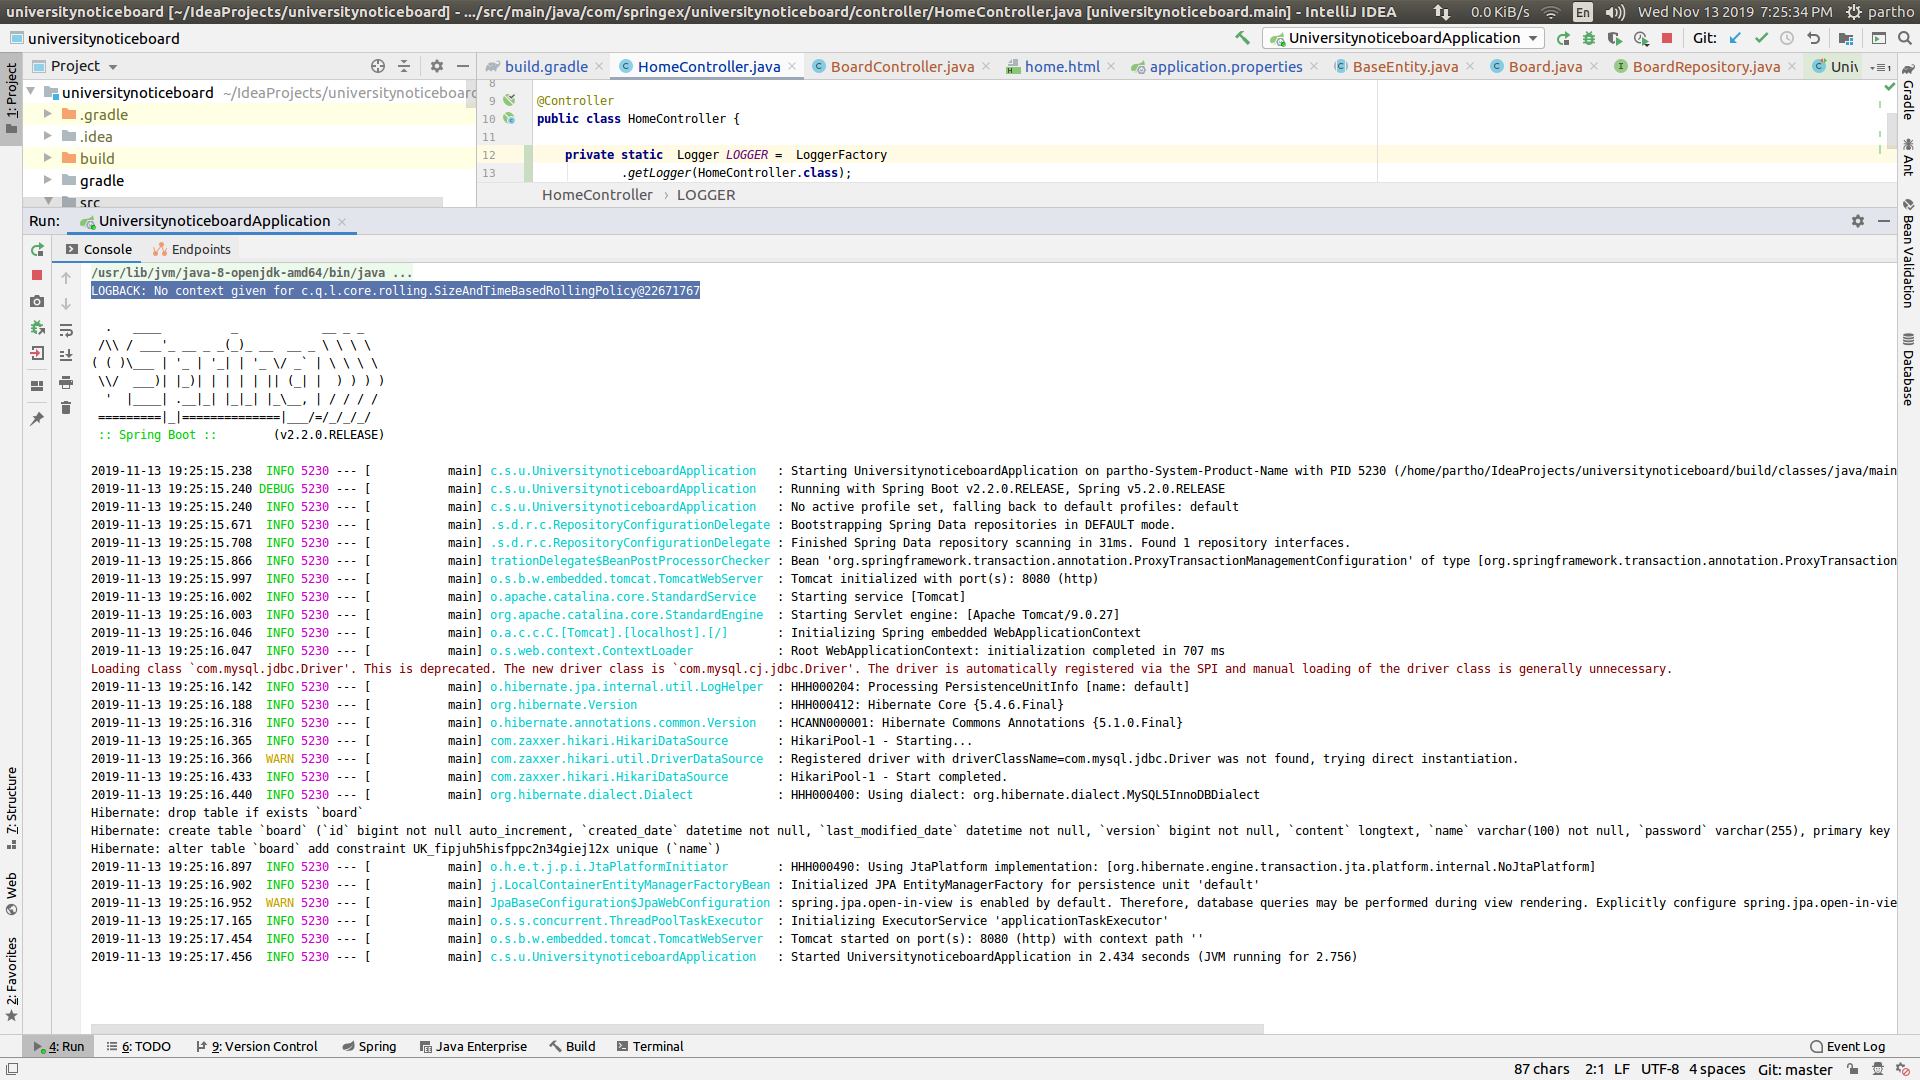 universitynoticeboard [~/IdeaProjects/universitynoticeboard] - .../src/main/java/com/springex/universitynoticeboard/controller/HomeController.java [universitynoticeboard.main] - IntelliJ IDEA 0.0 KiB/s En Wed Nov 13 2019 7:25:34 PM partho
universitynoticeboard UniversitynoticeboardApplication Git:
Project build.gradle HomeController.java BoardController.java home.html application.properties BaseEntity.java Board.java BoardRepository.java Univ
1: Project
universitynoticeboard ~/IdeaProjects/universitynoticeboard
.gradle
.idea
build
gradle
src
8
9 @Controller
10 public class HomeController {
11
12 private static Logger LOGGER = LoggerFactory
13 .getLogger(HomeController.class);
HomeController › LOGGER
Gradle
Ant
Bean Validation
Database
Run: UniversitynoticeboardApplication
Console Endpoints
/usr/lib/jvm/java-8-openjdk-amd64/bin/java ...
LOGBACK: No context given for c.q.l.core.rolling.SizeAndTimeBasedRollingPolicy@22671767
  .   ____          _            __ _ _
 /\\ / ___'_ __ _ _(_)_ __  __ _ \ \ \ \
( ( )\___ | '_ | '_| | '_ \/ _` | \ \ \ \
 \\/  ___)| |_)| | | | | || (_| |  ) ) ) )
  '  |____| .__|_| |_|_| |_\__, | / / / /
 =========|_|==============|___/=/_/_/_/
 :: Spring Boot ::        (v2.2.0.RELEASE)
2019-11-13 19:25:15.238 INFO 5230 --- [ main] c.s.u.UniversitynoticeboardApplication : Starting UniversitynoticeboardApplication on partho-System-Product-Name with PID 5230 (/home/partho/IdeaProjects/universitynoticeboard/build/classes/java/main
2019-11-13 19:25:15.240 DEBUG 5230 --- [ main] c.s.u.UniversitynoticeboardApplication : Running with Spring Boot v2.2.0.RELEASE, Spring v5.2.0.RELEASE
2019-11-13 19:25:15.240 INFO 5230 --- [ main] c.s.u.UniversitynoticeboardApplication : No active profile set, falling back to default profiles: default
2019-11-13 19:25:15.671 INFO 5230 --- [ main] .s.d.r.c.RepositoryConfigurationDelegate : Bootstrapping Spring Data repositories in DEFAULT mode.
2019-11-13 19:25:15.708 INFO 5230 --- [ main] .s.d.r.c.RepositoryConfigurationDelegate : Finished Spring Data repository scanning in 31ms. Found 1 repository interfaces.
2019-11-13 19:25:15.866 INFO 5230 --- [ main] trationDelegate$BeanPostProcessorChecker : Bean 'org.springframework.transaction.annotation.ProxyTransactionManagementConfiguration' of type [org.springframework.transaction.annotation.ProxyTransaction
2019-11-13 19:25:15.997 INFO 5230 --- [ main] o.s.b.w.embedded.tomcat.TomcatWebServer : Tomcat initialized with port(s): 8080 (http)
2019-11-13 19:25:16.002 INFO 5230 --- [ main] o.apache.catalina.core.StandardService : Starting service [Tomcat]
2019-11-13 19:25:16.003 INFO 5230 --- [ main] org.apache.catalina.core.StandardEngine : Starting Servlet engine: [Apache Tomcat/9.0.27]
2019-11-13 19:25:16.046 INFO 5230 --- [ main] o.a.c.c.C.[Tomcat].[localhost].[/] : Initializing Spring embedded WebApplicationContext
2019-11-13 19:25:16.047 INFO 5230 --- [ main] o.s.web.context.ContextLoader : Root WebApplicationContext: initialization completed in 707 ms
Loading class `com.mysql.jdbc.Driver'. This is deprecated. The new driver class is `com.mysql.cj.jdbc.Driver'. The driver is automatically registered via the SPI and manual loading of the driver class is generally unnecessary.
2019-11-13 19:25:16.142 INFO 5230 --- [ main] o.hibernate.jpa.internal.util.LogHelper : HHH000204: Processing PersistenceUnitInfo [name: default]
2019-11-13 19:25:16.188 INFO 5230 --- [ main] org.hibernate.Version : HHH000412: Hibernate Core {5.4.6.Final}
2019-11-13 19:25:16.316 INFO 5230 --- [ main] o.hibernate.annotations.common.Version : HCANN000001: Hibernate Commons Annotations {5.1.0.Final}
2019-11-13 19:25:16.365 INFO 5230 --- [ main] com.zaxxer.hikari.HikariDataSource : HikariPool-1 - Starting...
2019-11-13 19:25:16.366 WARN 5230 --- [ main] com.zaxxer.hikari.util.DriverDataSource : Registered driver with driverClassName=com.mysql.jdbc.Driver was not found, trying direct instantiation.
2019-11-13 19:25:16.433 INFO 5230 --- [ main] com.zaxxer.hikari.HikariDataSource : HikariPool-1 - Start completed.
2019-11-13 19:25:16.440 INFO 5230 --- [ main] org.hibernate.dialect.Dialect : HHH000400: Using dialect: org.hibernate.dialect.MySQL5InnoDBDialect
Hibernate: drop table if exists `board`
Hibernate: create table `board` (`id` bigint not null auto_increment, `created_date` datetime not null, `last_modified_date` datetime not null, `version` bigint not null, `content` longtext, `name` varchar(100) not null, `password` varchar(255), primary key
Hibernate: alter table `board` add constraint UK_fipjuh5hisfppc2n34giej12x unique (`name`)
2019-11-13 19:25:16.897 INFO 5230 --- [ main] o.h.e.t.j.p.i.JtaPlatformInitiator : HHH000490: Using JtaPlatform implementation: [org.hibernate.engine.transaction.jta.platform.internal.NoJtaPlatform]
2019-11-13 19:25:16.902 INFO 5230 --- [ main] j.LocalContainerEntityManagerFactoryBean : Initialized JPA EntityManagerFactory for persistence unit 'default'
2019-11-13 19:25:16.952 WARN 5230 --- [ main] JpaBaseConfiguration$JpaWebConfiguration : spring.jpa.open-in-view is enabled by default. Therefore, database queries may be performed during view rendering. Explicitly configure spring.jpa.open-in-vie
2019-11-13 19:25:17.165 INFO 5230 --- [ main] o.s.s.concurrent.ThreadPoolTaskExecutor : Initializing ExecutorService 'applicationTaskExecutor'
2019-11-13 19:25:17.454 INFO 5230 --- [ main] o.s.b.w.embedded.tomcat.TomcatWebServer : Tomcat started on port(s): 8080 (http) with context path ''
2019-11-13 19:25:17.456 INFO 5230 --- [ main] c.s.u.UniversitynoticeboardApplication : Started UniversitynoticeboardApplication in 2.434 seconds (JVM running for 2.756)
7: Structure
Web
2: Favorites
4: Run 6: TODO 9: Version Control Spring Java Enterprise Build Terminal Event Log
87 chars 2:1 LF UTF-8 4 spaces Git: master